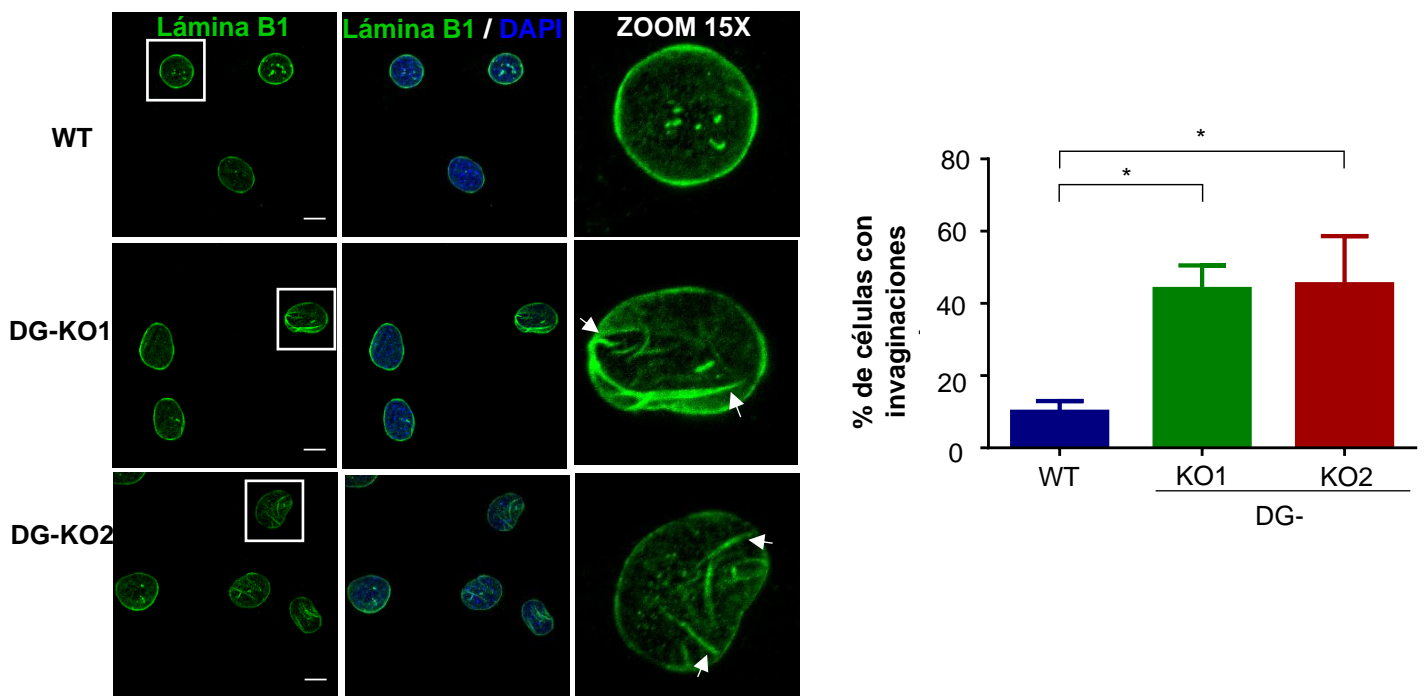 Lámina B1
Lámina B1 / DAPI
ZOOM 15X
WT
DG-KO1
DG-KO2
% de células con
invaginaciones
80
60
40
20
0
*
*
WT
KO1
KO2
DG-